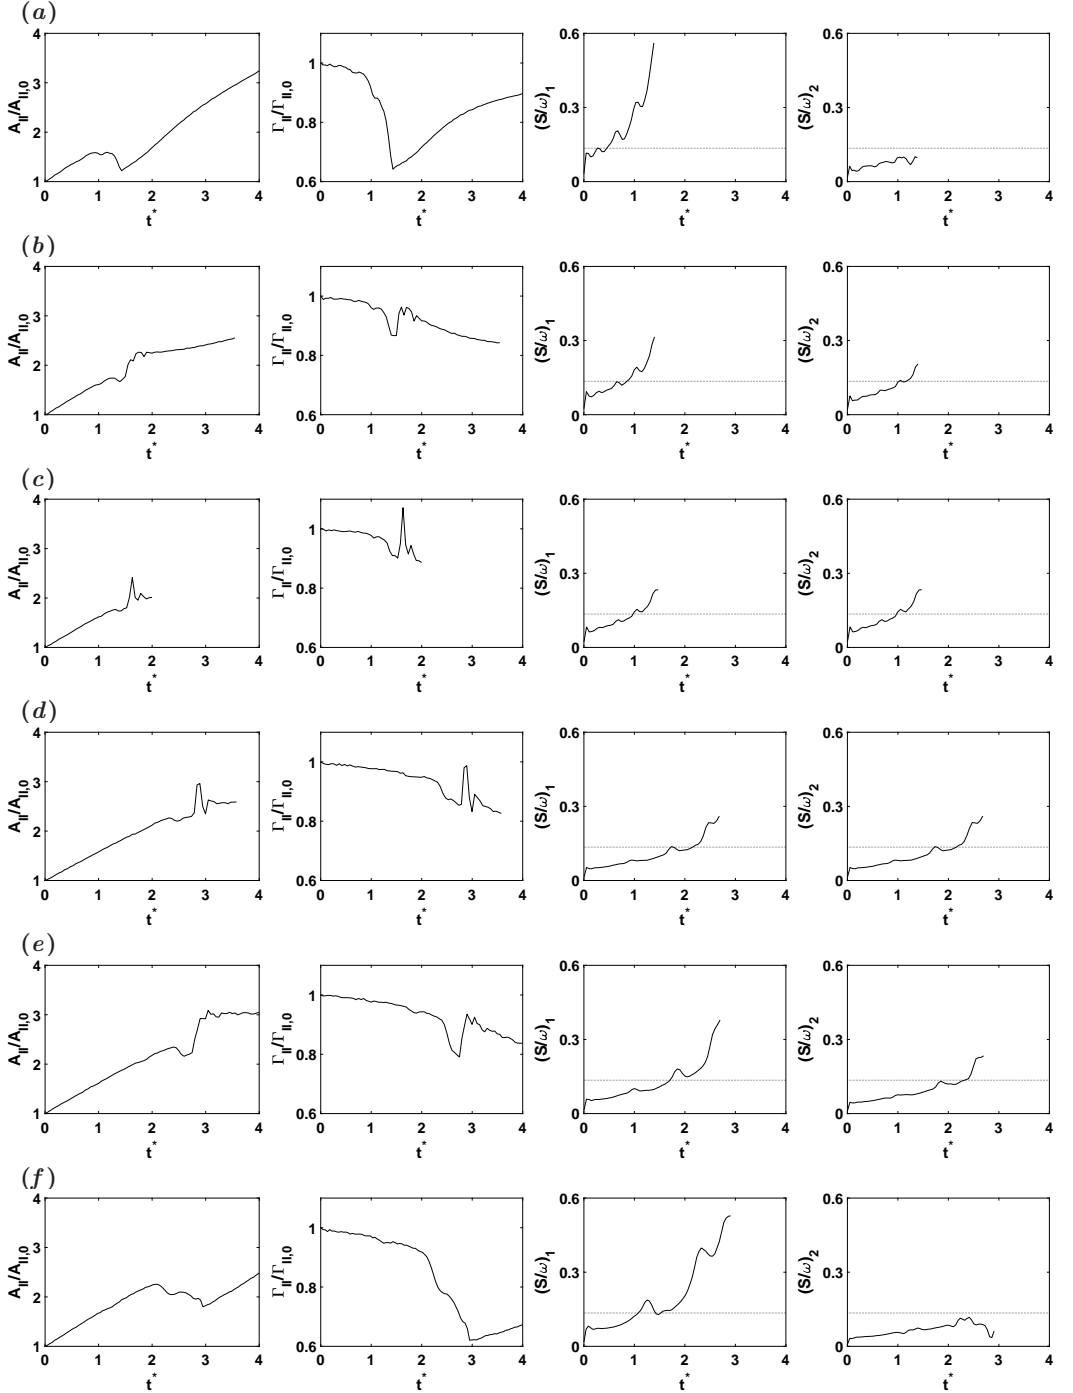 (a)
4 3 2 1 A_II/A_II,0 0 1 2 3 4 t*
1 0.8 0.6 Γ_II/Γ_II,0 0 1 2 3 4 t*
0.6 0.3 0 (S/ω)_1 0 1 2 3 4 t*
0.6 0.3 0 (S/ω)_2 0 1 2 3 4 t*
(b)
4 3 2 1 A_II/A_II,0 0 1 2 3 4 t*
1 0.8 0.6 Γ_II/Γ_II,0 0 1 2 3 4 t*
0.6 0.3 0 (S/ω)_1 0 1 2 3 4 t*
0.6 0.3 0 (S/ω)_2 0 1 2 3 4 t*
(c)
4 3 2 1 A_II/A_II,0 0 1 2 3 4 t*
1 0.8 0.6 Γ_II/Γ_II,0 0 1 2 3 4 t*
0.6 0.3 0 (S/ω)_1 0 1 2 3 4 t*
0.6 0.3 0 (S/ω)_2 0 1 2 3 4 t*
(d)
4 3 2 1 A_II/A_II,0 0 1 2 3 4 t*
1 0.8 0.6 Γ_II/Γ_II,0 0 1 2 3 4 t*
0.6 0.3 0 (S/ω)_1 0 1 2 3 4 t*
0.6 0.3 0 (S/ω)_2 0 1 2 3 4 t*
(e)
4 3 2 1 A_II/A_II,0 0 1 2 3 4 t*
1 0.8 0.6 Γ_II/Γ_II,0 0 1 2 3 4 t*
0.6 0.3 0 (S/ω)_1 0 1 2 3 4 t*
0.6 0.3 0 (S/ω)_2 0 1 2 3 4 t*
(f)
4 3 2 1 A_II/A_II,0 0 1 2 3 4 t*
1 0.8 0.6 Γ_II/Γ_II,0 0 1 2 3 4 t*
0.6 0.3 0 (S/ω)_1 0 1 2 3 4 t*
0.6 0.3 0 (S/ω)_2 0 1 2 3 4 t*